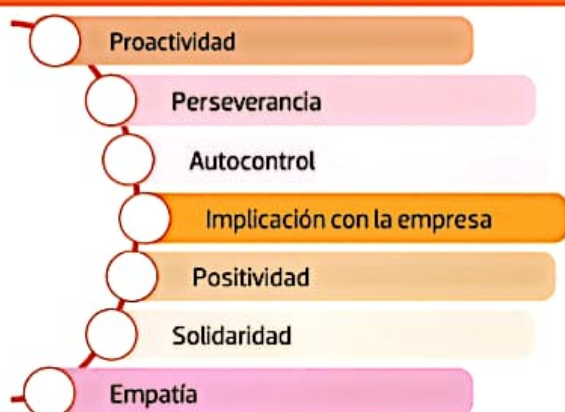 Proactividad
Perseverancia
Autocontrol
Implicación con la empresa
Positividad
Solidaridad
Empatía